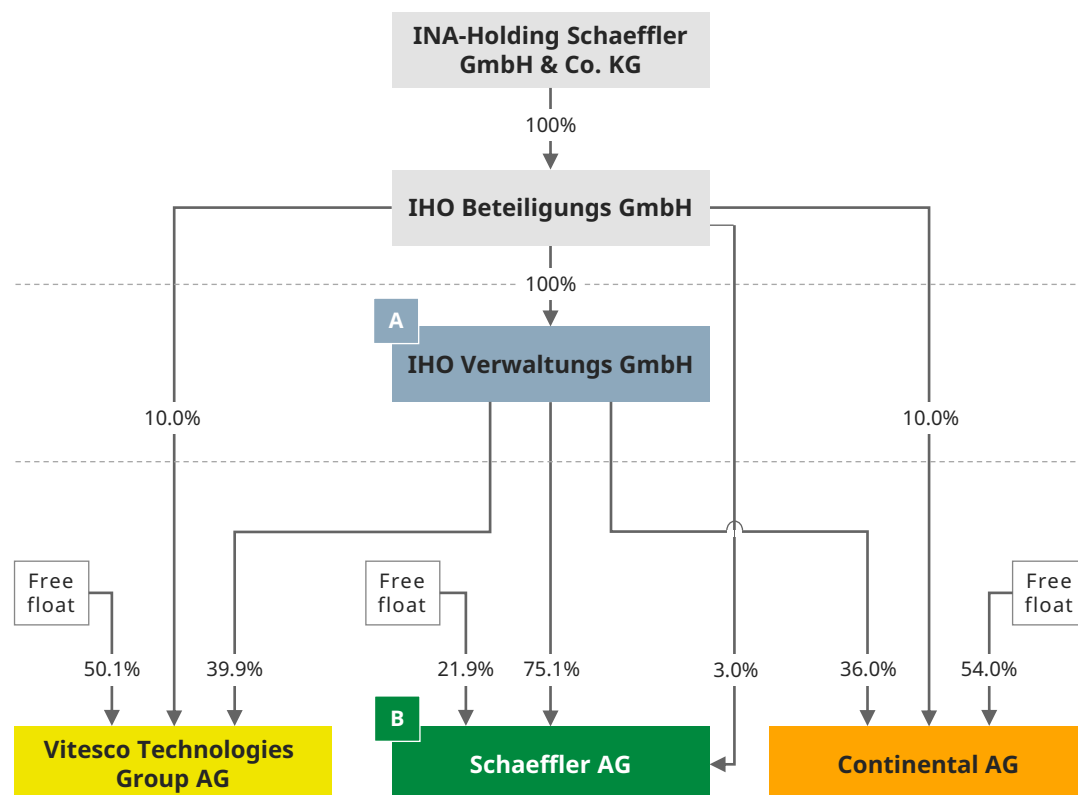 INA-Holding Schaeffler
GmbH & Co. KG
100%
IHO Beteiligungs GmbH
100%
A
IHO Verwaltungs GmbH
10.0%
10.0%
Free
float
Free
float
Free
float
50.1%
39.9%
21.9%
75.1%
3.0%
36.0%
54.0%
B
Vitesco Technologies
Group AG
Schaeffler AG
Continental AG